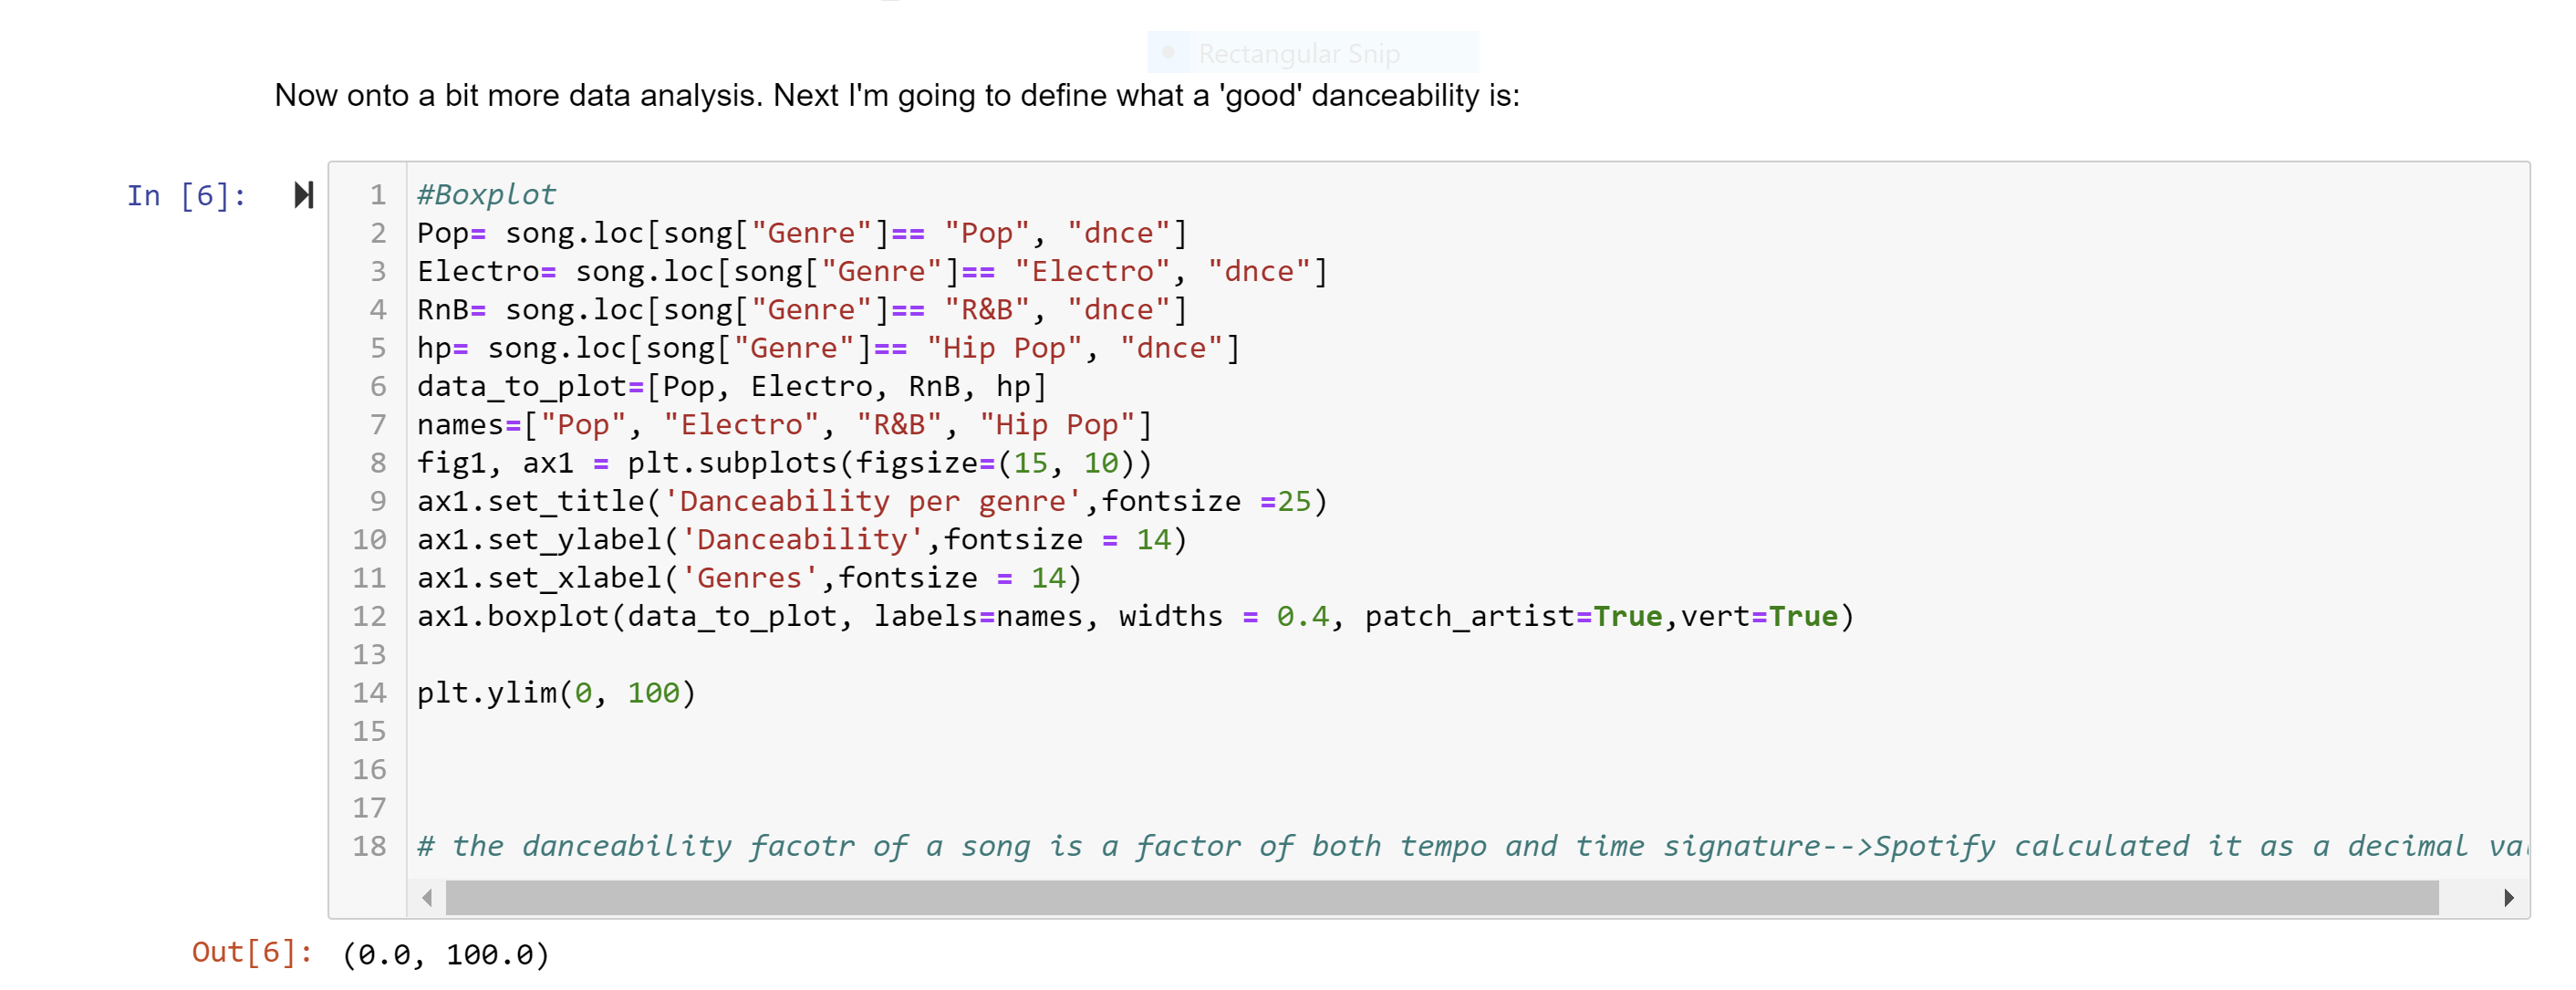 Rectangular Snip
Now onto a bit more data analysis. Next I'm going to define what a 'good' danceability is:
In [6]:
1 #Boxplot
2 Pop= song.loc[song["Genre"]== "Pop", "dnce"]
3 Electro= song.loc[song["Genre"]== "Electro", "dnce"]
4 RnB= song.loc[song["Genre"]== "R&B", "dnce"]
5 hp= song.loc[song["Genre"]== "Hip Pop", "dnce"]
6 data_to_plot=[Pop, Electro, RnB, hp]
7 names=["Pop", "Electro", "R&B", "Hip Pop"]
8 fig1, ax1 = plt.subplots(figsize=(15, 10))
9 ax1.set_title('Danceability per genre',fontsize =25)
10 ax1.set_ylabel('Danceability',fontsize = 14)
11 ax1.set_xlabel('Genres',fontsize = 14)
12 ax1.boxplot(data_to_plot, labels=names, widths = 0.4, patch_artist=True,vert=True)
13
14 plt.ylim(0, 100)
15
16
17
18 # the danceability facotr of a song is a factor of both tempo and time signature-->Spotify calculated it as a decimal
Out[6]: (0.0, 100.0)